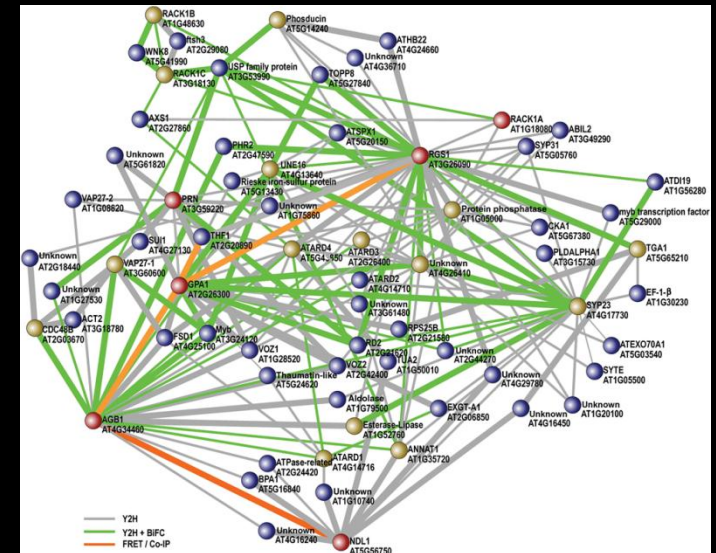 RACK1B
AT1G48630
Phosducin
AT5G14240
ftsh3
AT2G29080
WNK8
AT5G41990
ATHB22
AT4G24660
Unknown
AT4G36710
RACK1C
AT3G18130
USP family protein
AT3G53990
TOPP8
AT5G27840
AXS1
AT2G27860
RACK1A
AT1G18080
ABIL2
AT3G49290
ATSPX1
AT5G20150
SYP31
AT5G05760
PHR2
AT2G47590
Unknown
AT5G61820
RGS1
AT3G26090
UNE16
AT4G13640
Rieske iron-sulfur protein
AT5G13430
ATDI19
AT1G56280
VAP27-2
AT1G08820
PRN
AT3G59220
Unknown
AT1G75860
Protein phosphatase
AT1G05000
myb transcription factor
AT5G29000
CKA1
AT5G67380
SUI1
AT4G27130
THF1
AT2G20890
ATARD4
ATARD3
AT2G26400
PLDALPHA1
AT3G15730
TGA1
AT5G65210
Unknown
AT2G18440
VAP27-1
AT3G60600
Unknown
AT4G26410
ATARD2
AT4G14710
GPA1
AT2G26300
Unknown
AT1G27530
EF-1-β
AT1G30230
Unknown
AT3G61480
SYP23
AT4G17730
ACT2
AT3G18780
CDC48B
AT2G03670
RPS25B
AT2G21580
FSD1
AT4G25100
Myb
AT3G24120
RD2
AT2G21620
VOZ1
AT1G28520
Unknown
AT2G44270
ATEXO70A1
AT5G03540
TUA2
AT1G50010
VOZ2
AT2G42400
SYTE
AT1G05500
Thaumatin-like
AT5G24620
Unknown
AT4G29780
Aldolase
AT1G79500
EXGT-A1
AT2G06850
Unknown
AT4G16450
Unknown
AT1G20100
AGB1
AT4G34460
Esterase-Lipase
AT1G52760
ANNAT1
AT1G35720
ATPase-related
AT2G24420
ATARD1
AT4G14716
BPA1
AT5G16840
Unknown
AT1G10740
Unknown
AT4G16240
NDL1
AT5G56750
Y2H
Y2H + BiFC
FRET / Co-IP